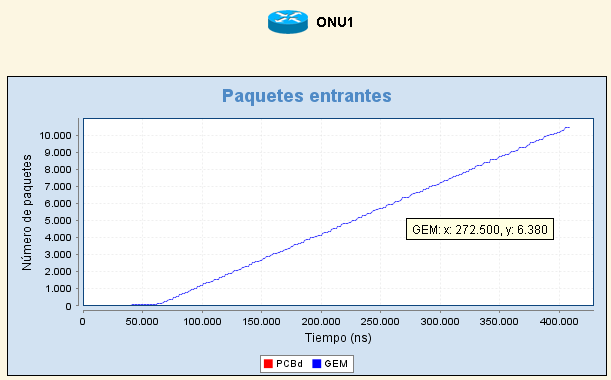 ONU1
Paquetes entrantes
Número de paquetes
10.000
9.000
8.000
7.000
6.000
5.000
4.000
3.000
2.000
1.000
0
GEM: x: 272.500, y: 6.380
0 50.000 100.000 150.000 200.000 250.000 300.000 350.000 400.000
Tiempo (ns)
PCBd GEM